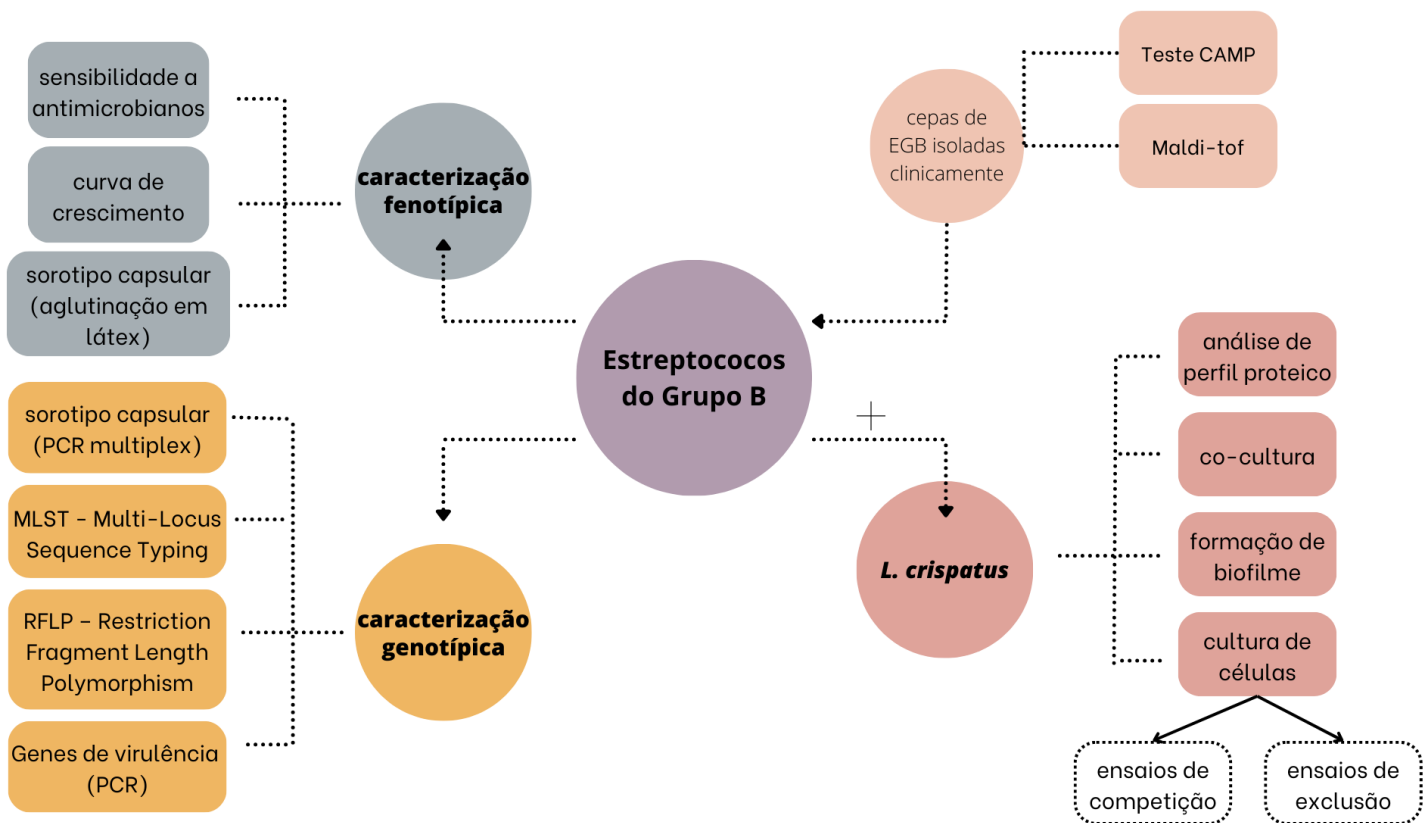 sensibilidade a
antimicrobianos
curva de
crescimento
sorotipo capsular
(aglutinação em
látex)
caracterização
fenotípica
cepas de
EGB isoladas
clinicamente
Teste CAMP
Maldi-tof
Estreptococos
do Grupo B
+
sorotipo capsular
(PCR multiplex)
MLST - Multi-Locus
Sequence Typing
RFLP - Restriction
Fragment Length
Polymorphism
Genes de virulência
(PCR)
caracterização
genotípica
L. crispatus
análise de
perfil proteico
co-cultura
formação de
biofilme
cultura de
células
ensaios de
competição
ensaios de
exclusão